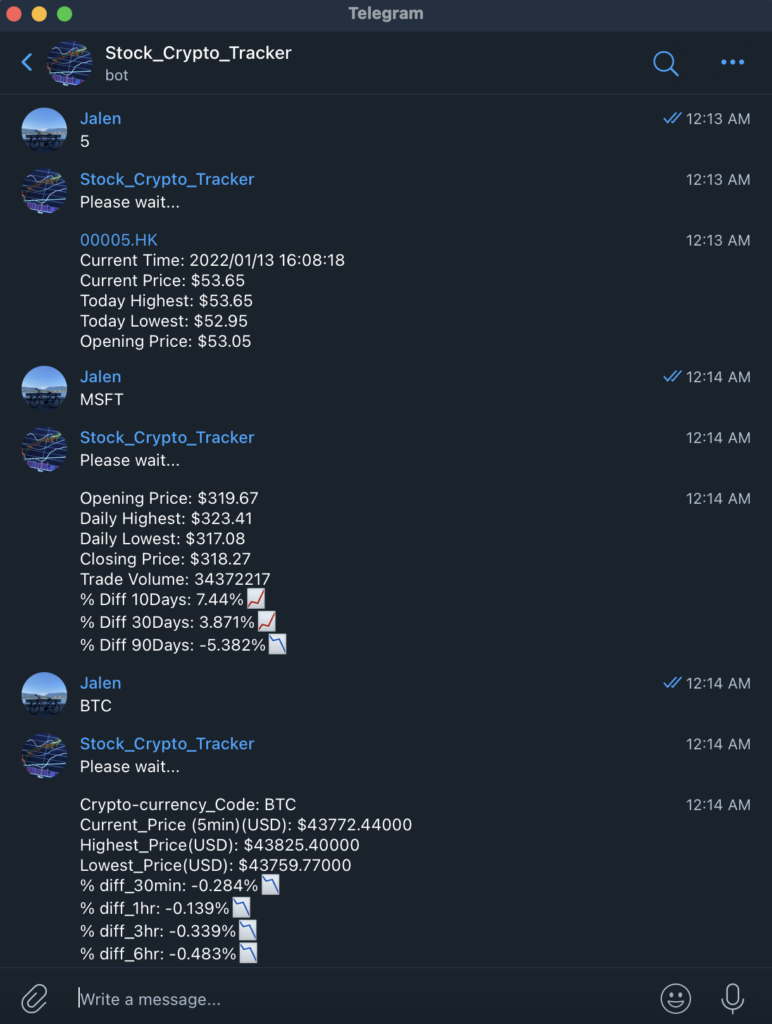 Telegram
Stock_Crypto_Tracker
bot
Jalen 12:13 AM
5
Stock_Crypto_Tracker 12:13 AM
Please wait...
00005.HK 12:13 AM
Current Time: 2022/01/13 16:08:18
Current Price: $53.65
Today Highest: $53.65
Today Lowest: $52.95
Opening Price: $53.05
Jalen 12:14 AM
MSFT
Stock_Crypto_Tracker 12:14 AM
Please wait...
Opening Price: $319.67 12:14 AM
Daily Highest: $323.41
Daily Lowest: $317.08
Closing Price: $318.27
Trade Volume: 34372217
% Diff 10Days: 7.44%📈
% Diff 30Days: 3.871%📈
% Diff 90Days: -5.382%📉
Jalen 12:14 AM
BTC
Stock_Crypto_Tracker 12:14 AM
Please wait...
Crypto-currency_Code: BTC 12:14 AM
Current_Price (5min)(USD): $43772.44000
Highest_Price(USD): $43825.40000
Lowest_Price(USD): $43759.77000
% diff_30min: -0.284%📉
% diff_1hr: -0.139%📉
% diff_3hr: -0.339%📉
% diff_6hr: -0.483%📉
Write a message...